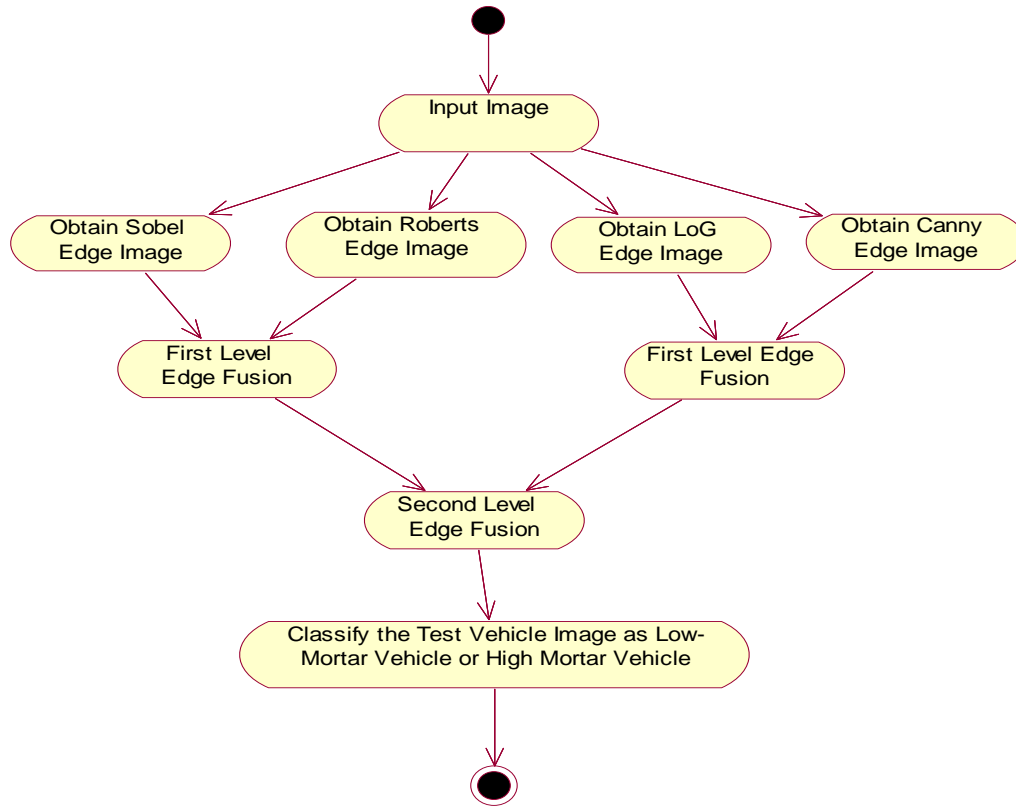 Input Image
Obtain Sobel
Edge Image
Obtain Roberts
Edge Image
Obtain LoG
Edge Image
Obtain Canny
Edge Image
First Level
Edge Fusion
First Level Edge
Fusion
Second Level
Edge Fusion
Classify the Test Vehicle Image as Low-
Mortar Vehicle or High Mortar Vehicle